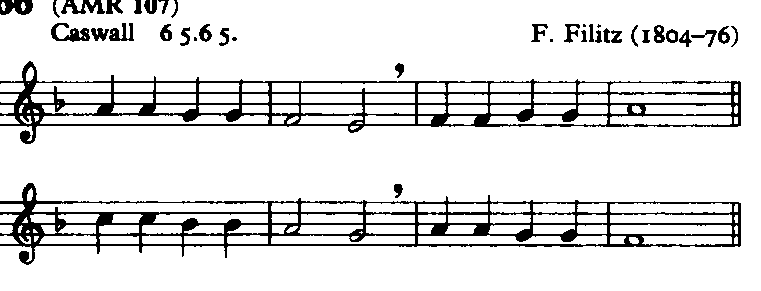 (AMR 107)
Caswall 6 5.6 5.
F. Filitz (1804–76)